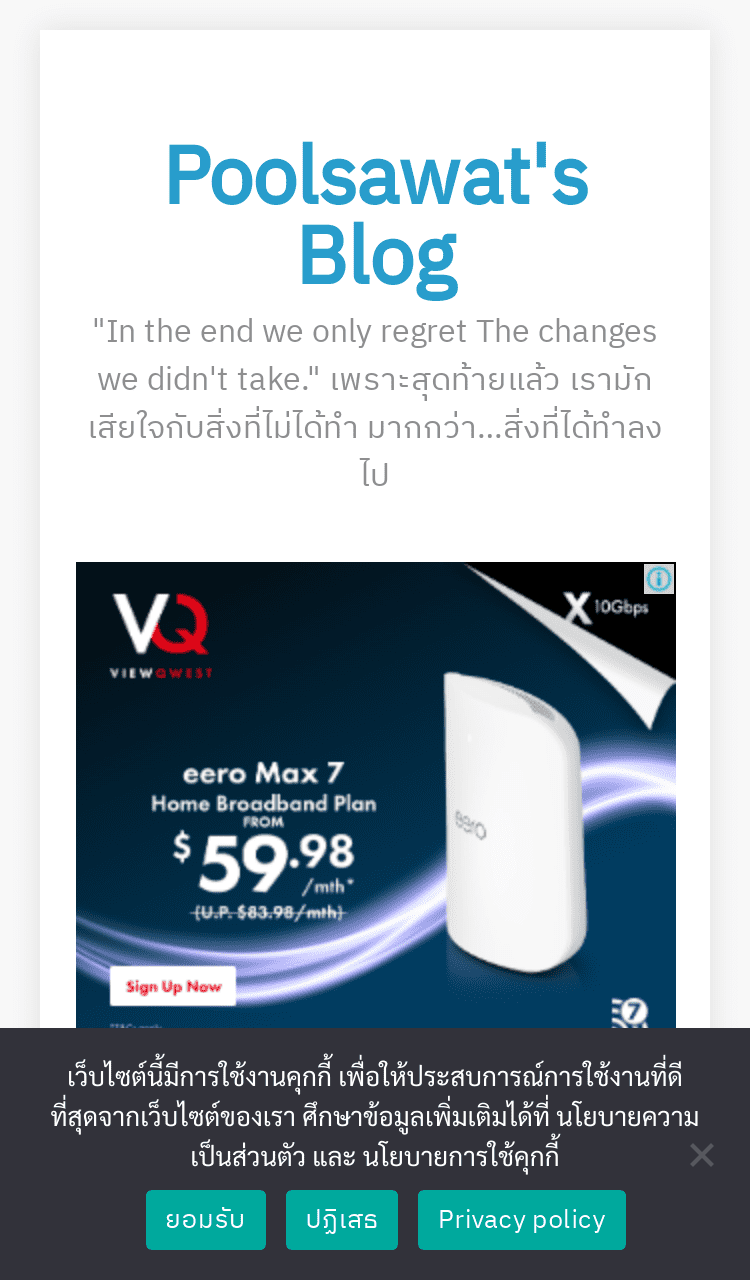 Poolsawat's
Blog
"In the end we only regret The changes
we didn't take." เพราะสุดท้ายแล้ว เรามัก
เสียใจกับสิ่งที่ไม่ได้ทำ มากกว่า...สิ่งที่ได้ทำลง
ไป
VQ
VIEWQWEST
X 10Gbps
eero Max 7
Home Broadband Plan
FROM
$59.98
/mth*
(U.P. $83.98/mth)
eero
Sign Up Now
7
เว็บไซต์นี้มีการใช้งานคุกกี้ เพื่อให้ประสบการณ์การใช้งานที่ดี
ที่สุดจากเว็บไซต์ของเรา ศึกษาข้อมูลเพิ่มเติมได้ที่ นโยบายความ
เป็นส่วนตัว และ นโยบายการใช้คุกกี้
ยอมรับ
ปฏิเสธ
Privacy policy